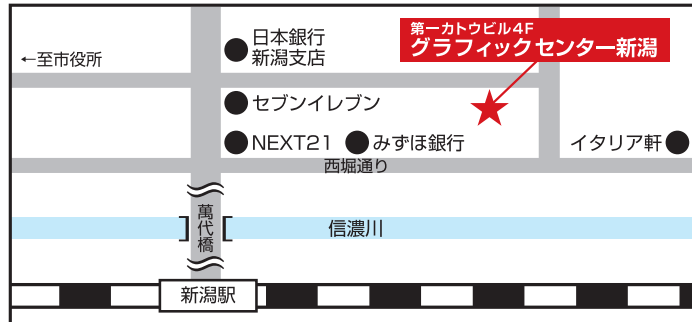 第一カトウビル4F
グラフィックセンター新潟
日本銀行
新潟支店
←至市役所
セブンイレブン
NEXT21
みずほ銀行
イタリア軒
西堀通り
萬代橋
信濃川
新潟駅